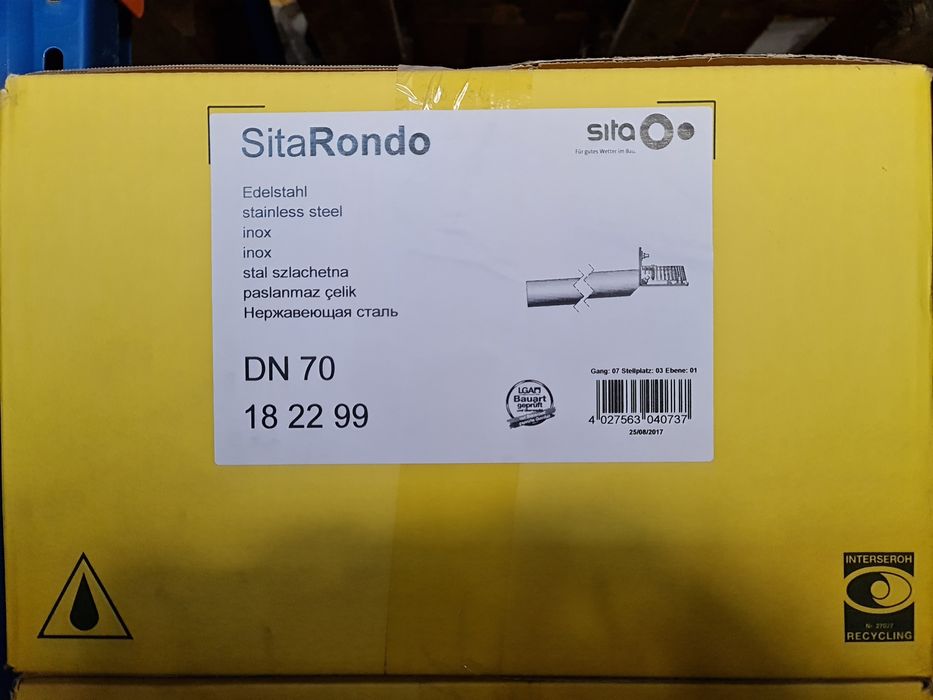 SitaRondo
sita
Für gutes Wetter im Bau.
Edelstahl
stainless steel
inox
inox
stal szlachetna
paslanmaz çelik
Нержавеющая сталь
DN 70
18 22 99
LGA
Bauart
geprüft
Gang: 07 Stellplatz: 03 Ebene: 01
4 027563 040737
25/08/2017
INTERSEROH
RECYCLING